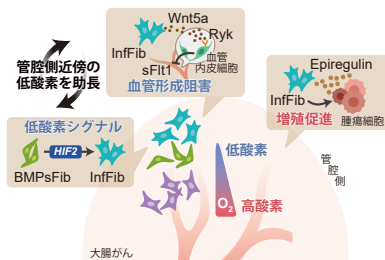 Wnt5a
Ryk
InfFib
sFlt1
血管
内皮細胞
血管形成阻害
管腔側近傍の
低酸素を助長
Epiregulin
InfFib
増殖促進
腫瘍細胞
低酸素シグナル
HIF2
BMPsFib
InfFib
低酸素
O2
高酸素
管
腔
側
大腸がん